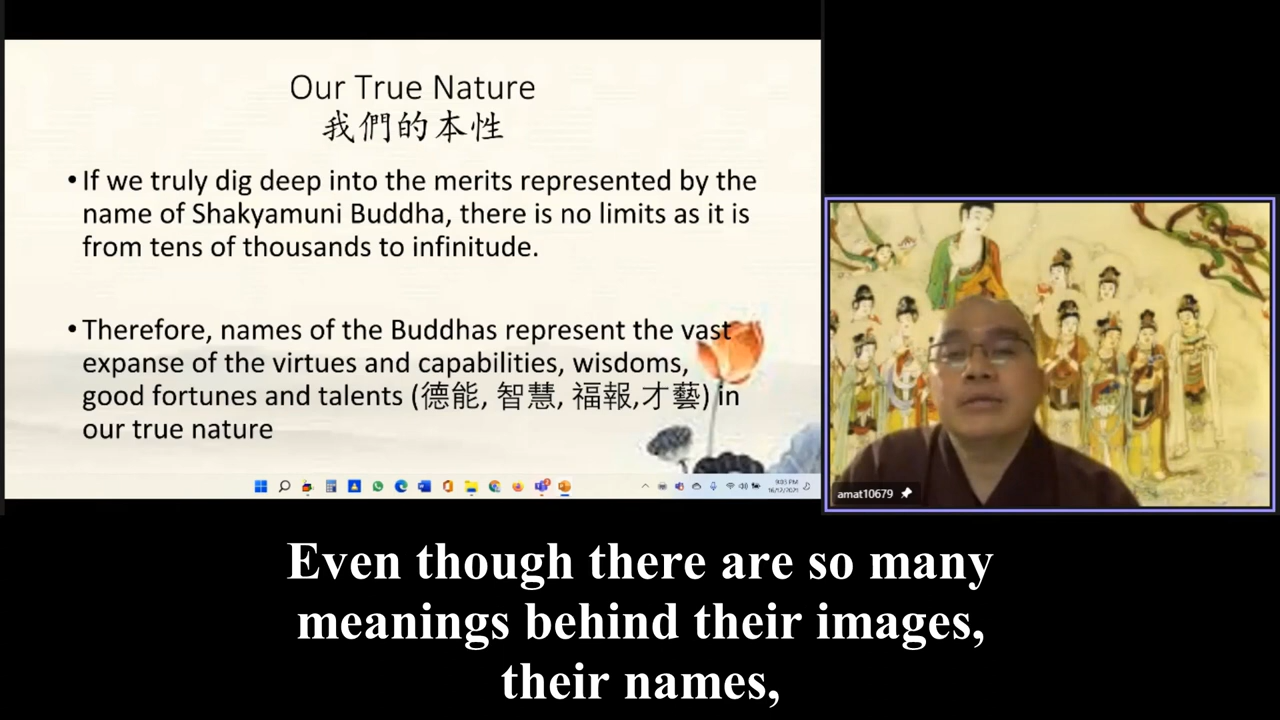 Our True Nature
我們的本性
•If we truly dig deep into the merits represented by the
name of Shakyamuni Buddha, there is no limits as it is
from tens of thousands to infinitude.
•Therefore, names of the Buddhas represent the vast
expanse of the virtues and capabilities, wisdoms,
good fortunes and talents (德能, 智慧, 福報,才藝) in
our true nature
9:03 PM
amat10679
Even though there are so many
meanings behind their images,
their names,